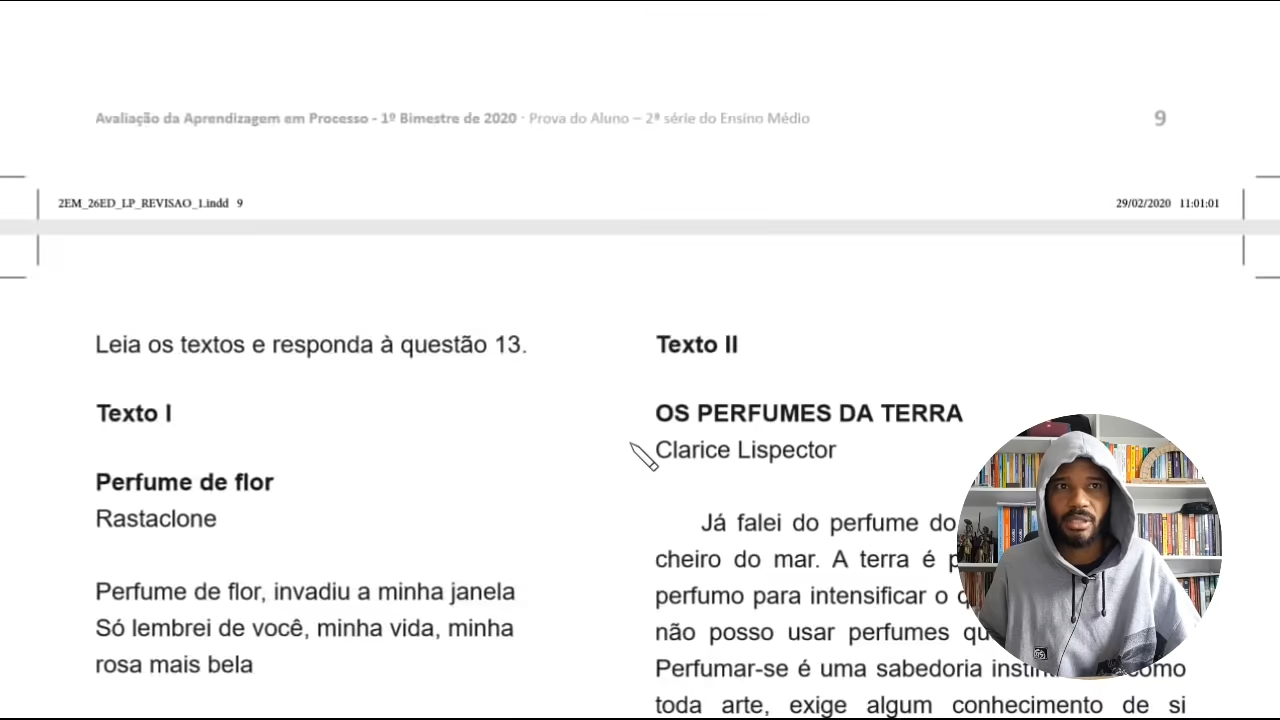 Avaliação da Aprendizagem em Processo - 1º Bimestre de 2020 · Prova do Aluno – 2ª série do Ensino Médio
9
2EM_26ED_LP_REVISAO_1.indd 9
29/02/2020 11:01:01
Leia os textos e responda à questão 13.
Texto I
Perfume de flor
Rastaclone
Perfume de flor, invadiu a minha janela
Só lembrei de você, minha vida, minha
rosa mais bela
Texto II
OS PERFUMES DA TERRA
Clarice Lispector
Já falei do perfume do
cheiro do mar. A terra é
perfumo para intensificar o
não posso usar perfumes
Perfumar-se é uma sabedoria
toda arte, exige algum conhecimento de si